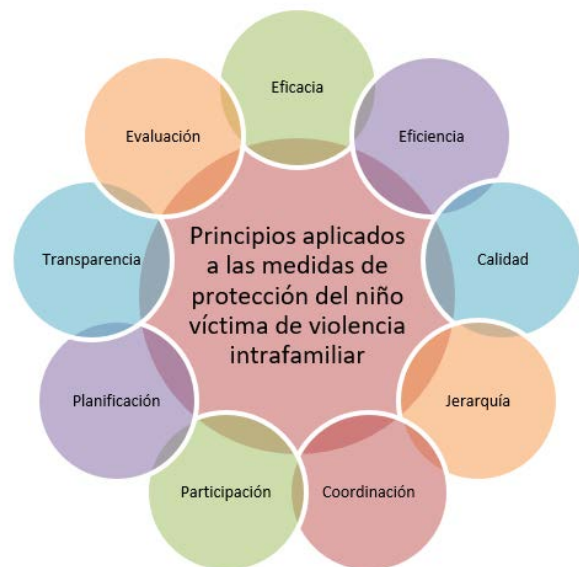 Eficacia
Evaluación
Eficiencia
Principios aplicados
a las medidas de
protección del niño
víctima de violencia
intrafamiliar
Transparencia
Calidad
Planificación
Jerarquía
Participación
Coordinación